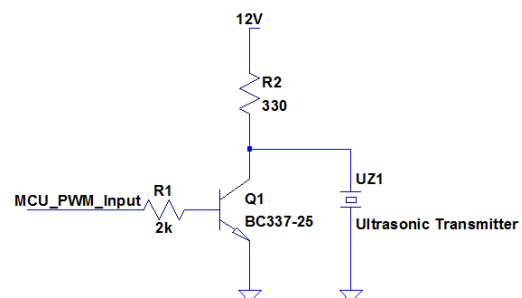 12V
R2
330
UZ1
R1
MCU_PWM_Input
Q1
2k
BC337-25
Ultrasonic Transmitter